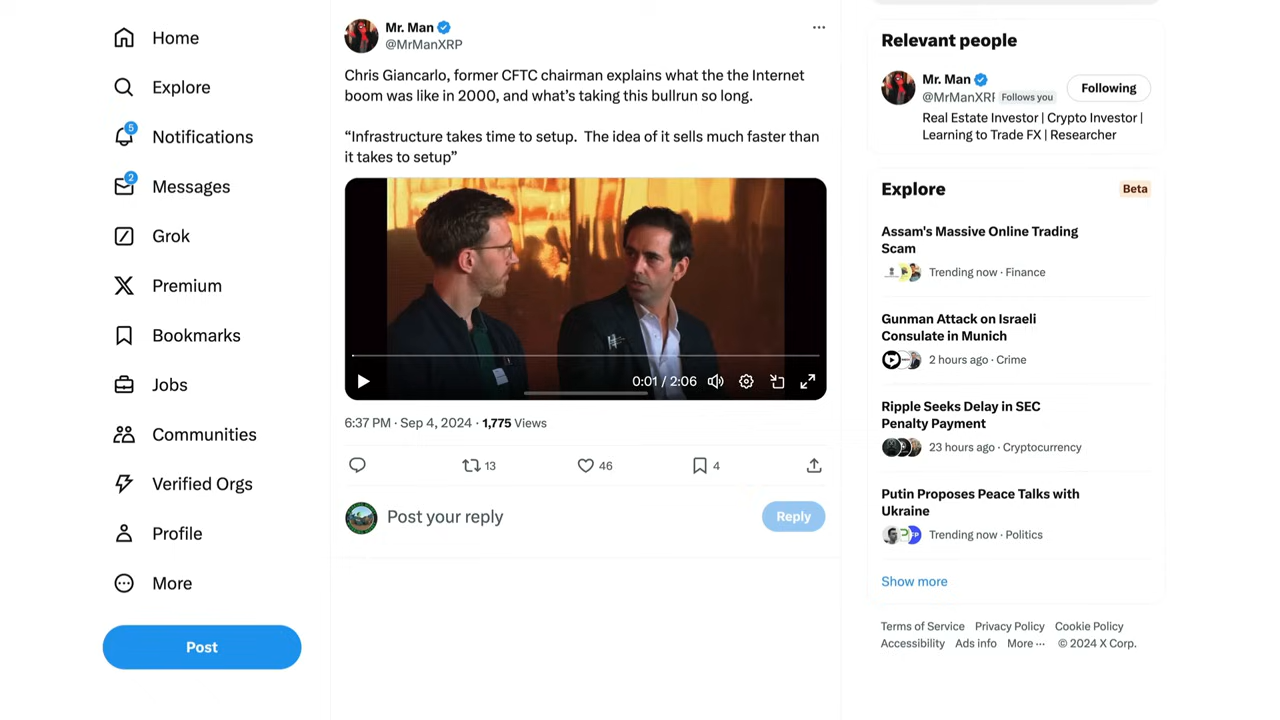 Home
Explore
5
Notifications
2
Messages
Grok
Premium
Bookmarks
Jobs
Communities
Verified Orgs
Profile
More
Post
Mr. Man
@MrManXRP
Chris Giancarlo, former CFTC chairman explains what the the Internet
boom was like in 2000, and what’s taking this bullrun so long.
“Infrastructure takes time to setup.  The idea of it sells much faster than
it takes to setup”
0:01 / 2:06
6:37 PM · Sep 4, 2024 · 1,775 Views
13
46
4
Post your reply
Reply
Relevant people
Mr. Man
@MrManXRP Follows you
Following
Real Estate Investor | Crypto Investor |
Learning to Trade FX | Researcher
Explore
Beta
Assam's Massive Online Trading
Scam
Trending now · Finance
Gunman Attack on Israeli
Consulate in Munich
2 hours ago · Crime
Ripple Seeks Delay in SEC
Penalty Payment
23 hours ago · Cryptocurrency
Putin Proposes Peace Talks with
Ukraine
Trending now · Politics
Show more
Terms of Service Privacy Policy Cookie Policy
Accessibility Ads info More ··· © 2024 X Corp.